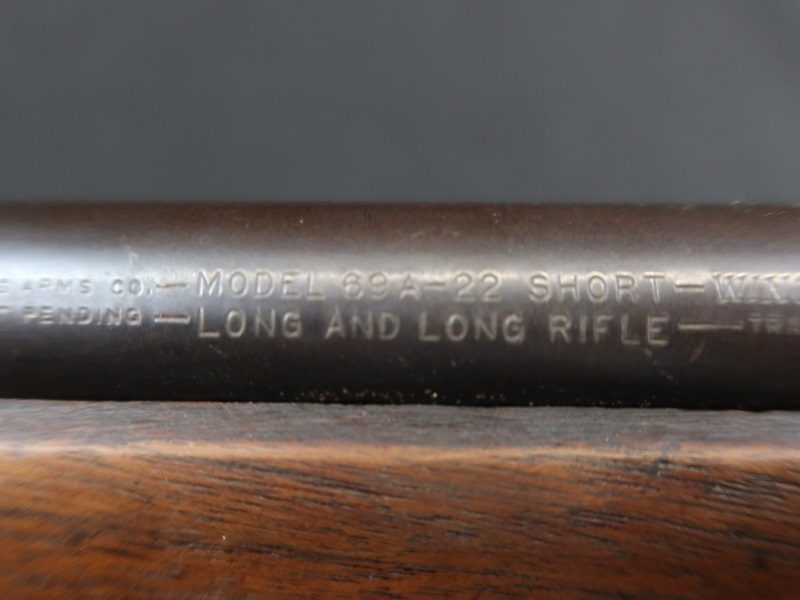 ARMS CO. — MODEL 69A-22 SHORT —
PENDING — LONG AND LONG RIFLE —